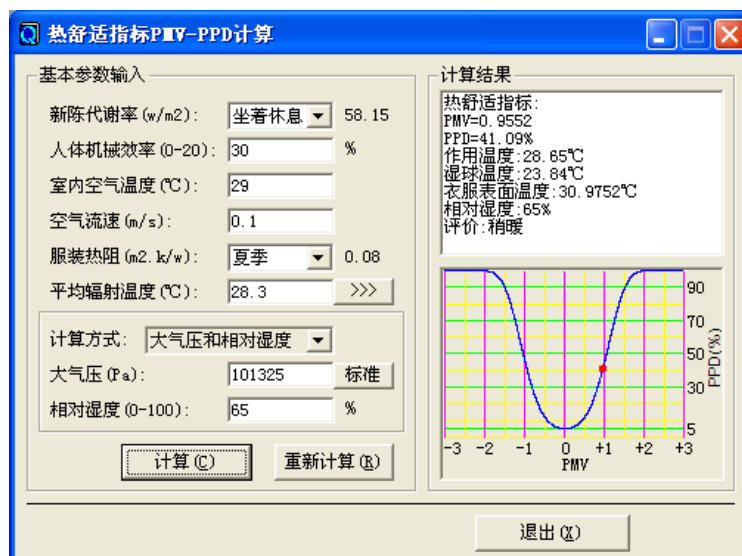 热舒适指标PMV-PPD计算
基本参数输入
新陈代谢率(w/m2): 坐着休息 58.15
人体机械效率(0-20): 30 %
室内空气温度(℃): 29
空气流速(m/s): 0.1
服装热阻(m2.k/w): 夏季 0.08
平均辐射温度(℃): 28.3 >>>
计算方式: 大气压和相对湿度
大气压(Pa): 101325 标准
相对湿度(0-100): 65 %
计算(C) 重新计算(R)
计算结果
热舒适指标:
PMV=0.9552
PPD=41.09%
作用温度:28.65℃
湿球温度:23.84℃
衣服表面温度:30.9752℃
相对湿度:65%
评价:稍暖
90
70
50
30
5
PPD(%)
-3 -2 -1 0 +1 +2 +3
PMV
退出(X)